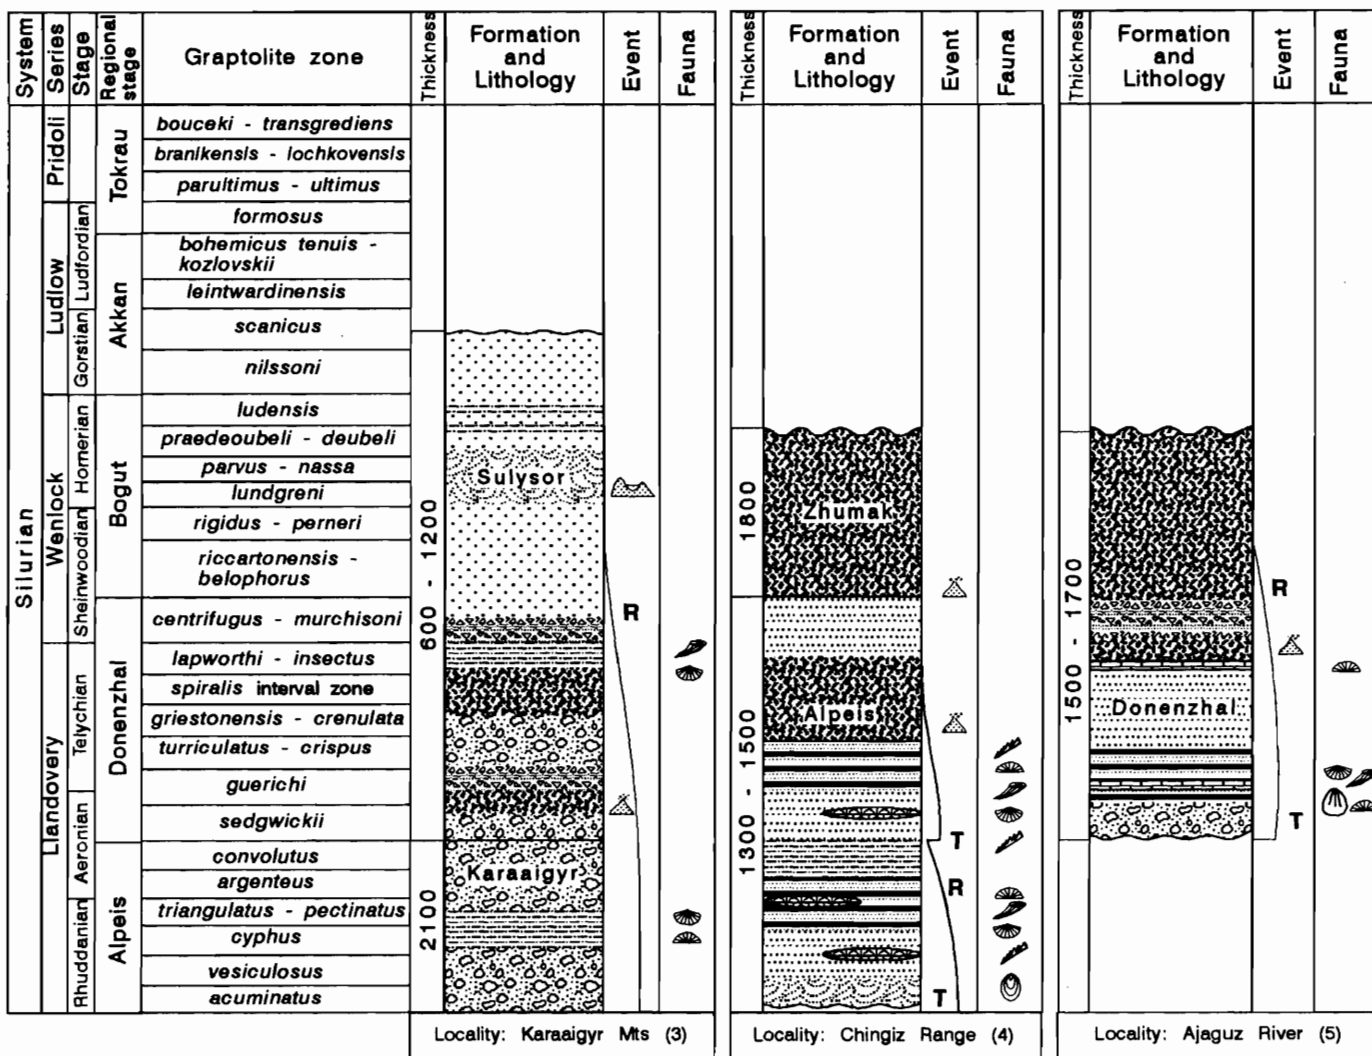 System
Series
Stage
Regional
stage
Graptolite zone
Thickness
Formation
and
Lithology
Event
Fauna
Thickness
Formation
and
Lithology
Event
Fauna
Thickness
Formation
and
Lithology
Event
Fauna
Silurian
Pridoli
Ludlow
Wenlock
Llandovery
Ludfordian
Gorstian
Homerian
Sheinwoodian
Telychian
Aeronian
Rhuddanian
Tokrau
Akkan
Bogut
Donenzhal
Alpeis
bouceki - transgrediens
branikensis - lochkovensis
parultimus - ultimus
formosus
bohemicus tenuis -
kozlovskii
leintwardinensis
scanicus
nilssoni
ludensis
praedeoubeli - deubeli
parvus - nassa
lundgreni
rigidus - perneri
riccartonensis -
belophorus
centrifugus - murchisoni
lapworthi - insectus
spiralis interval zone
griestonensis - crenulata
turriculatus - crispus
guerichi
sedgwickii
convolutus
argenteus
triangulatus - pectinatus
cyphus
vesiculosus
acuminatus
600 - 1200
2100
Sulysor
Karaaigyr
R
Locality: Karaaigyr Mts (3)
1800
1300 - 1500
Zhumak
Alpeis
T
R
T
Locality: Chingiz Range (4)
1500 - 1700
Donenzhal
R
T
Locality: Ajaguz River (5)